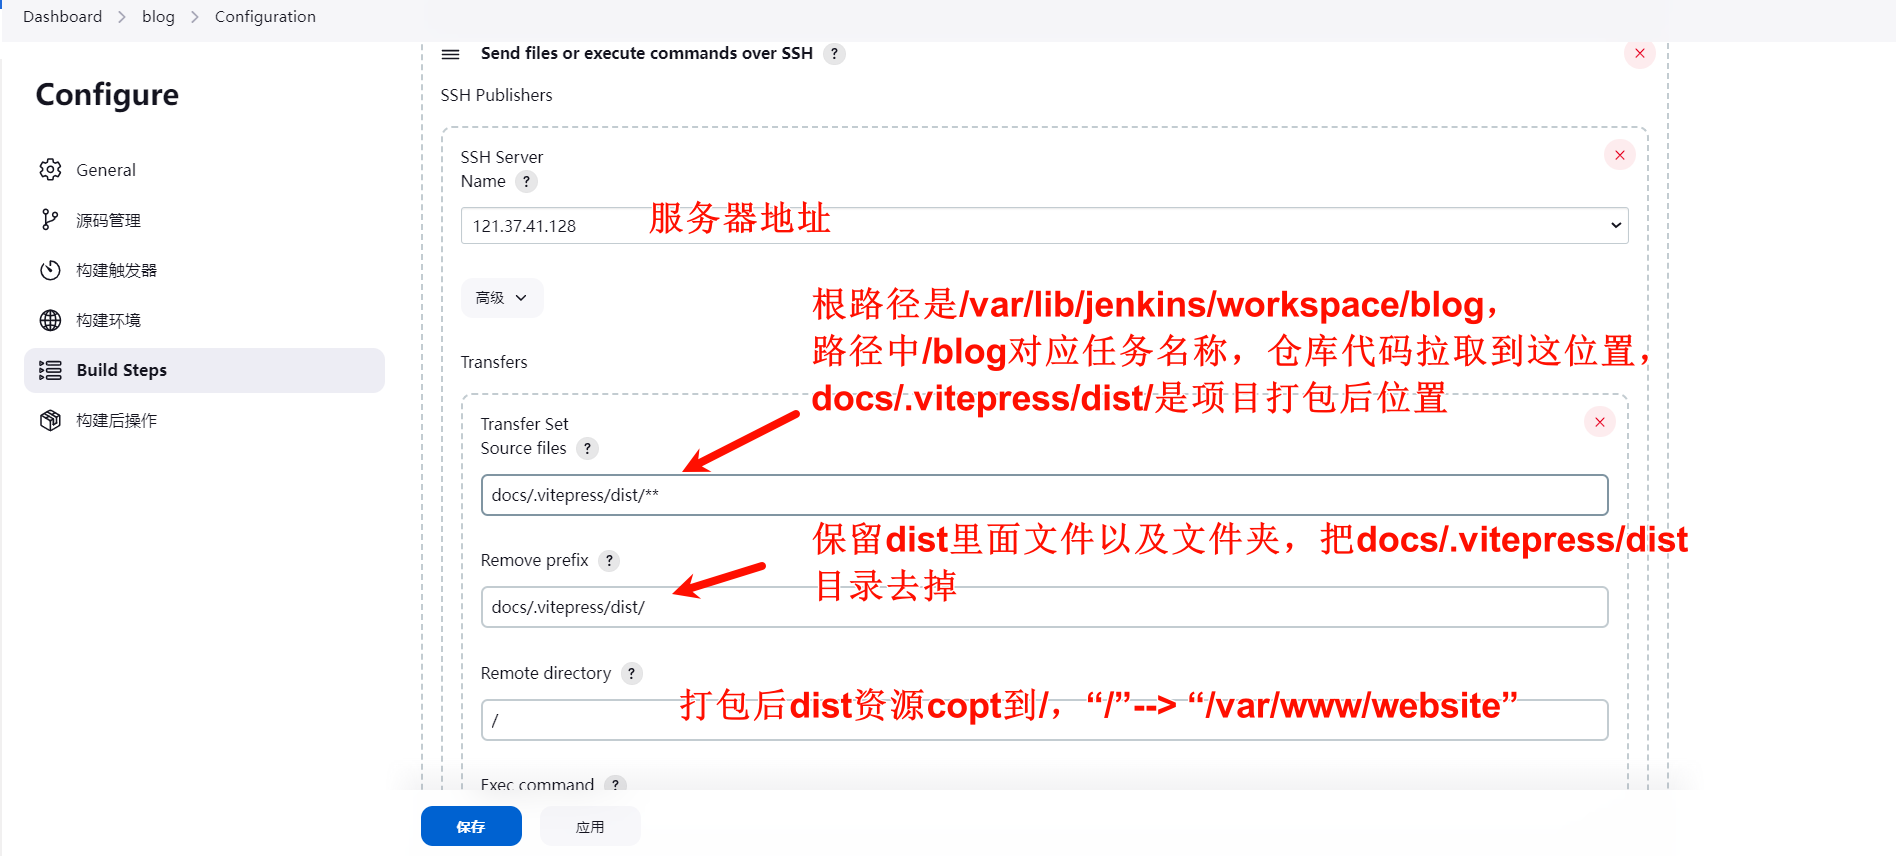 Dashboard > blog > Configuration
Configure
General
源码管理
构建触发器
构建环境
Build Steps
构建后操作
Send files or execute commands over SSH ?
SSH Publishers
SSH Server
Name ?
121.37.41.128
服务器地址
高级
根路径是/var/lib/jenkins/workspace/blog,
路径中/blog对应任务名称，仓库代码拉取到这位置，
docs/.vitepress/dist/是项目打包后位置
Transfers
Transfer Set
Source files ?
docs/.vitepress/dist/**
保留dist里面文件以及文件夹，把docs/.vitepress/dist
目录去掉
Remove prefix ?
docs/.vitepress/dist/
Remote directory ?
打包后dist资源copt到/，“/”--> “/var/www/website”
/
Exec command ?
保存
应用